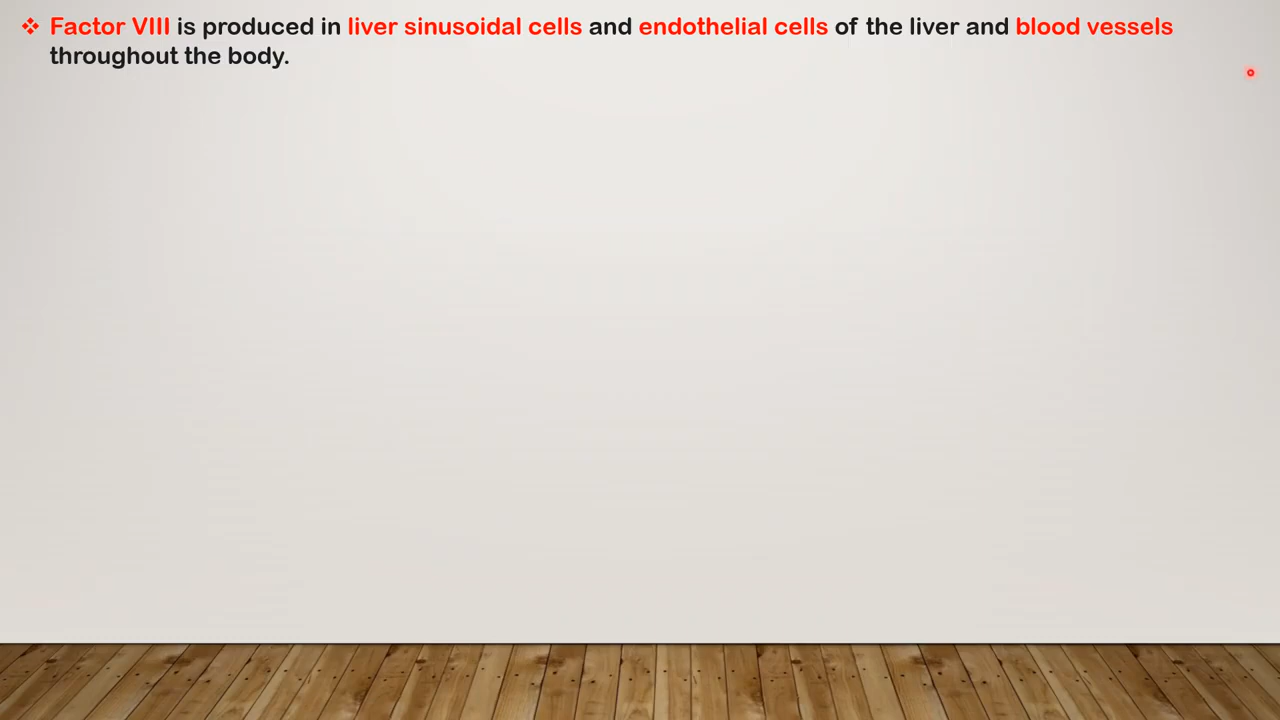 ❖ Factor VIII is produced in liver sinusoidal cells and endothelial cells of the liver and blood vessels
throughout the body.